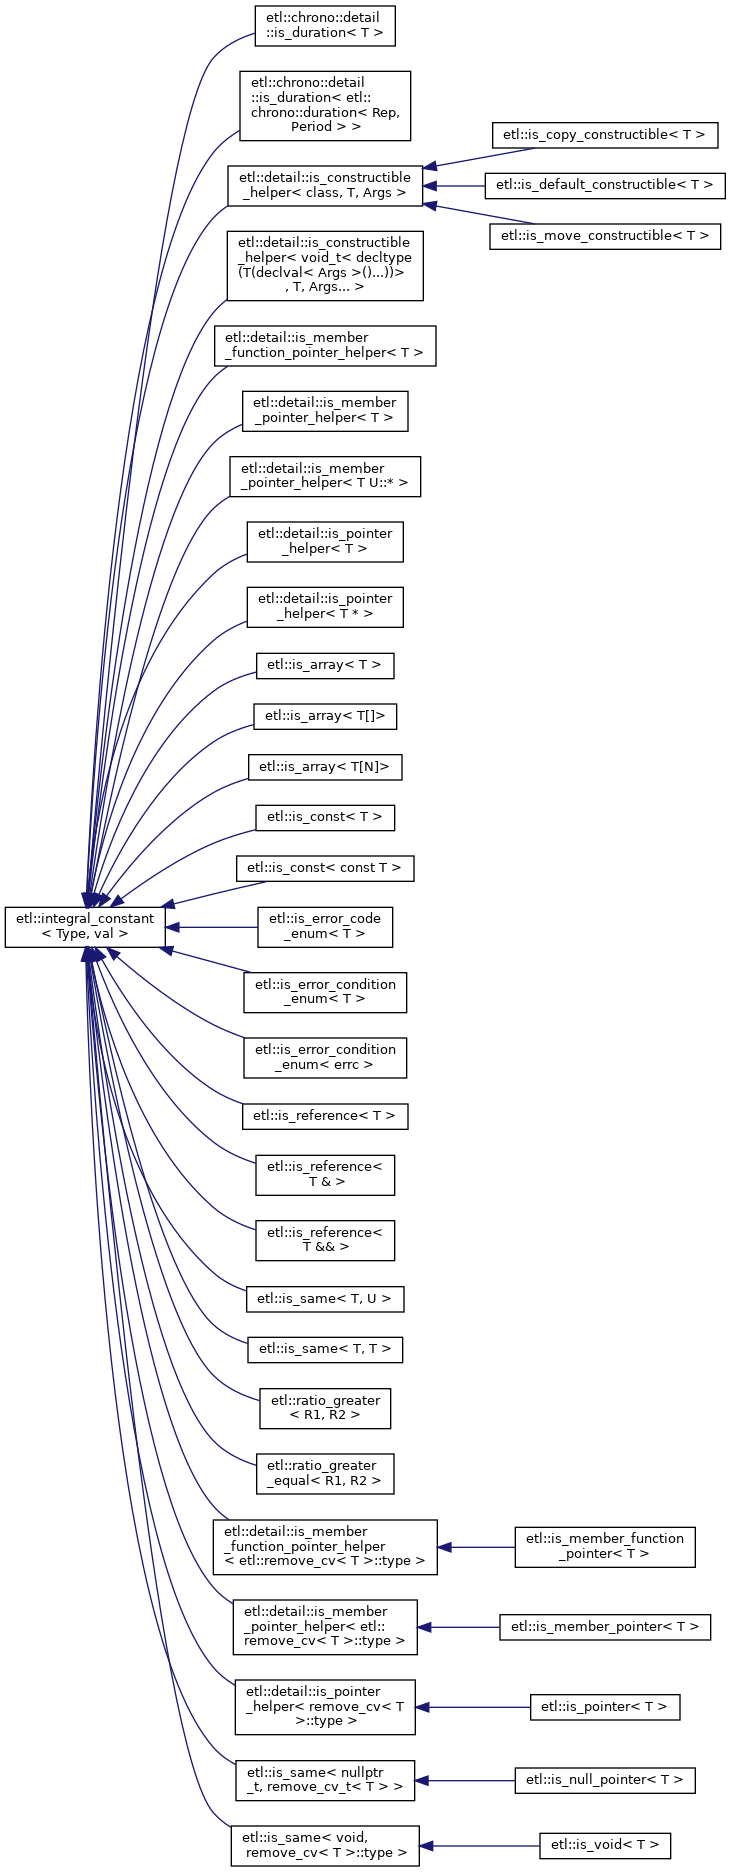 etl::chrono::detail
::is_duration< T >
etl::chrono::detail
::is_duration< etl::
chrono::duration< Rep,
Period > >
etl::is_copy_constructible< T >
etl::detail::is_constructible
_helper< class, T, Args >
etl::is_default_constructible< T >
etl::is_move_constructible< T >
etl::detail::is_constructible
_helper< void_t< decltype
(T(declval< Args >()...))>
, T, Args... >
etl::detail::is_member
_function_pointer_helper< T >
etl::detail::is_member
_pointer_helper< T >
etl::detail::is_member
_pointer_helper< T U::* >
etl::detail::is_pointer
_helper< T >
etl::detail::is_pointer
_helper< T * >
etl::is_array< T >
etl::is_array< T[]>
etl::is_array< T[N]>
etl::is_const< T >
etl::is_const< const T >
etl::integral_constant
< Type, val >
etl::is_error_code
_enum< T >
etl::is_error_condition
_enum< T >
etl::is_error_condition
_enum< errc >
etl::is_reference< T >
etl::is_reference<
T & >
etl::is_reference<
T && >
etl::is_same< T, U >
etl::is_same< T, T >
etl::ratio_greater
< R1, R2 >
etl::ratio_greater
_equal< R1, R2 >
etl::detail::is_member
_function_pointer_helper
< etl::remove_cv< T >::type >
etl::is_member_function
_pointer< T >
etl::detail::is_member
_pointer_helper< etl::
remove_cv< T >::type >
etl::is_member_pointer< T >
etl::detail::is_pointer
_helper< remove_cv< T
>::type >
etl::is_pointer< T >
etl::is_same< nullptr
_t, remove_cv_t< T > >
etl::is_null_pointer< T >
etl::is_same< void,
remove_cv< T >::type >
etl::is_void< T >